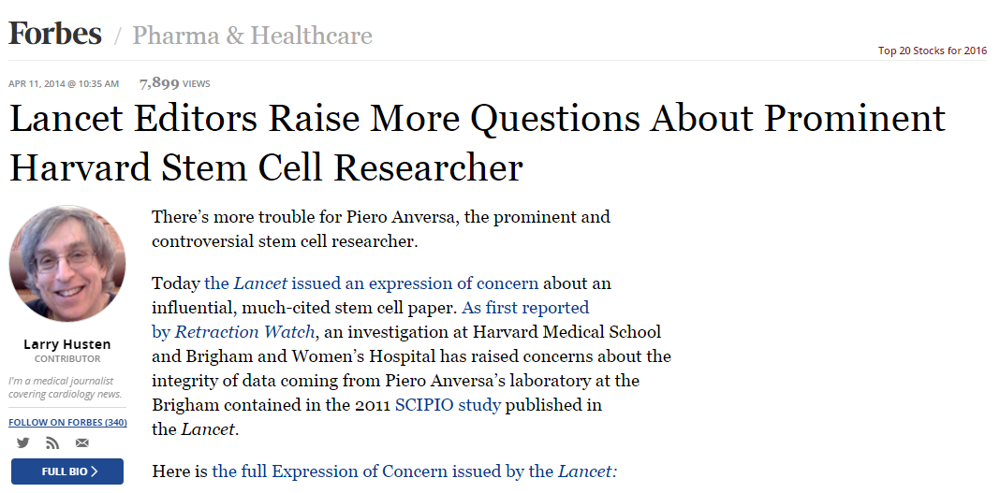 Forbes / Pharma & Healthcare
Top 20 Stocks for 2016
APR 11, 2014 @ 10:35 AM 7,899 VIEWS
Lancet Editors Raise More Questions About Prominent
Harvard Stem Cell Researcher
Larry Husten
CONTRIBUTOR
I'm a medical journalist
covering cardiology news.
FOLLOW ON FORBES (340)
FULL BIO >
There's more trouble for Piero Anversa, the prominent and
controversial stem cell researcher.
Today the Lancet issued an expression of concern about an
influential, much-cited stem cell paper. As first reported
by Retraction Watch, an investigation at Harvard Medical School
and Brigham and Women's Hospital has raised concerns about the
integrity of data coming from Piero Anversa's laboratory at the
Brigham contained in the 2011 SCIPIO study published in
the Lancet.
Here is the full Expression of Concern issued by the Lancet: